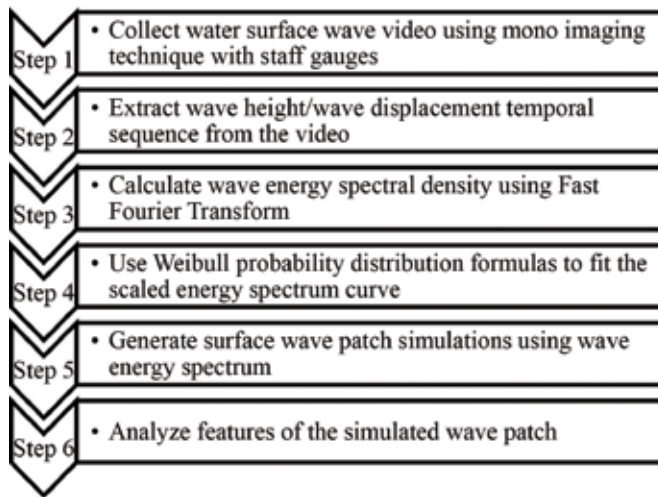 Step 1
• Collect water surface wave video using mono imaging
technique with staff gauges
Step 2
• Extract wave height/wave displacement temporal
sequence from the video
Step 3
• Calculate wave energy spectral density using Fast
Fourier Transform
Step 4
• Use Weibull probability distribution formulas to fit the
scaled energy spectrum curve
Step 5
• Generate surface wave patch simulations using wave
energy spectrum
Step 6
• Analyze features of the simulated wave patch